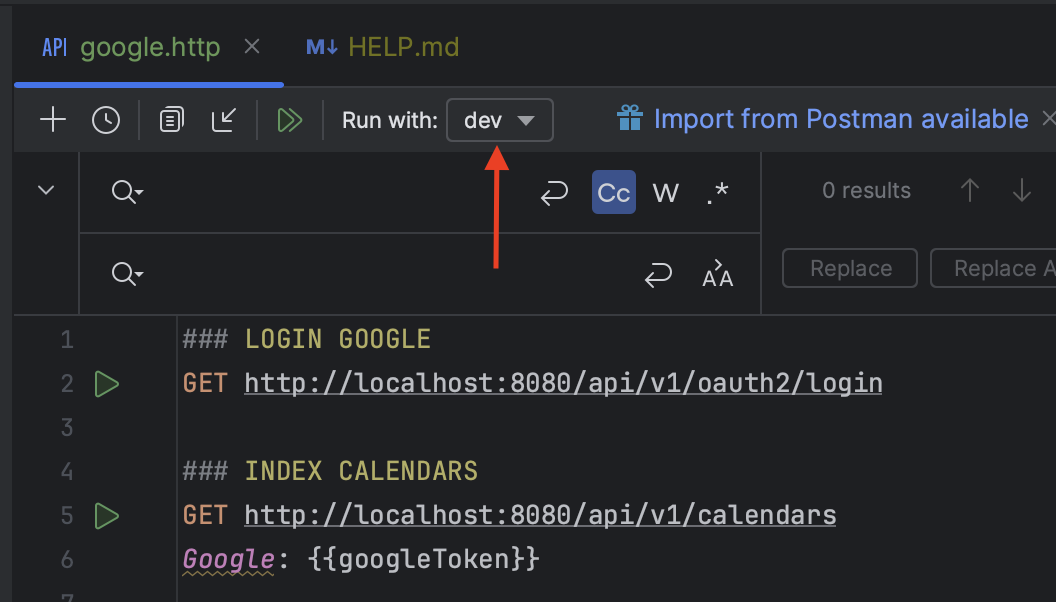 API google.http M↓ HELP.md
Run with: dev Import from Postman available
Cc W .* 0 results
AA Replace Replace A
1 ### LOGIN GOOGLE
2 GET http://localhost:8080/api/v1/oauth2/login
3
4 ### INDEX CALENDARS
5 GET http://localhost:8080/api/v1/calendars
6 Google: {{googleToken}}
7